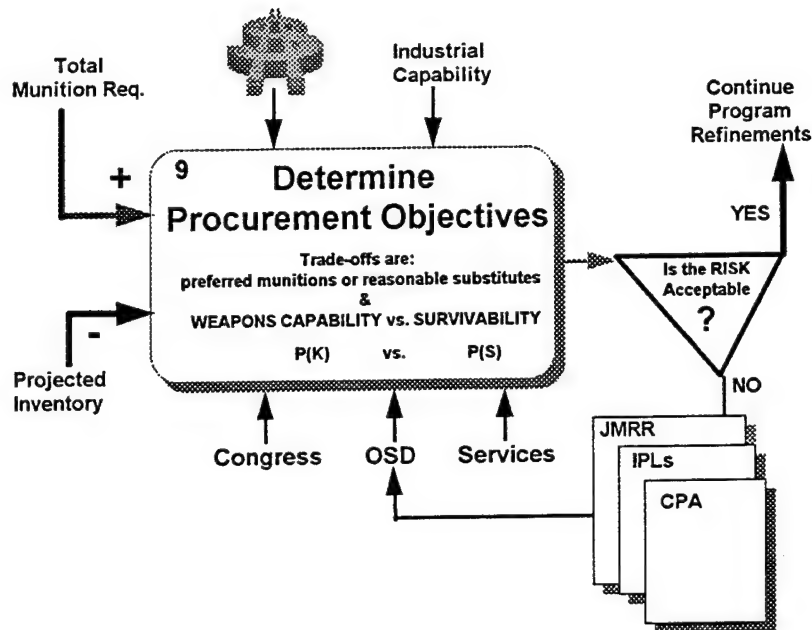 Total
Munition Req.
Industrial
Capability
Continue
Program
Refinements
+
9
Determine
Procurement Objectives
YES
Trade-offs are:
preferred munitions or reasonable substitutes
&
WEAPONS CAPABILITY vs. SURVIVABILITY
P(K) vs. P(S)
Is the RISK
Acceptable
?
-
Projected
Inventory
NO
Congress
OSD
Services
JMRR
IPLs
CPA